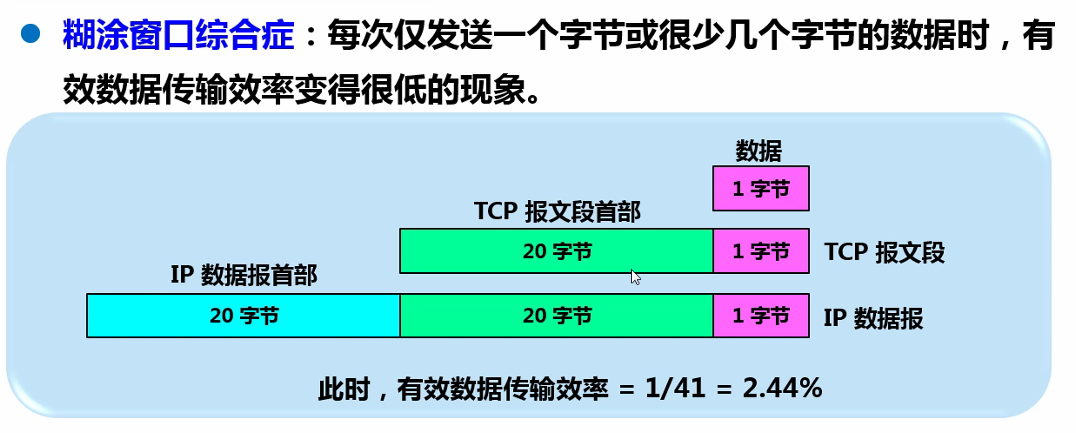 糊涂窗口综合症：每次仅发送一个字节或很少几个字节的数据时，有
效数据传输效率变得很低的现象。
数据
1 字节
TCP 报文段首部
20 字节 1 字节 TCP 报文段
IP 数据报首部
20 字节 20 字节 1 字节 IP 数据报
此时，有效数据传输效率 = 1/41 = 2.44%